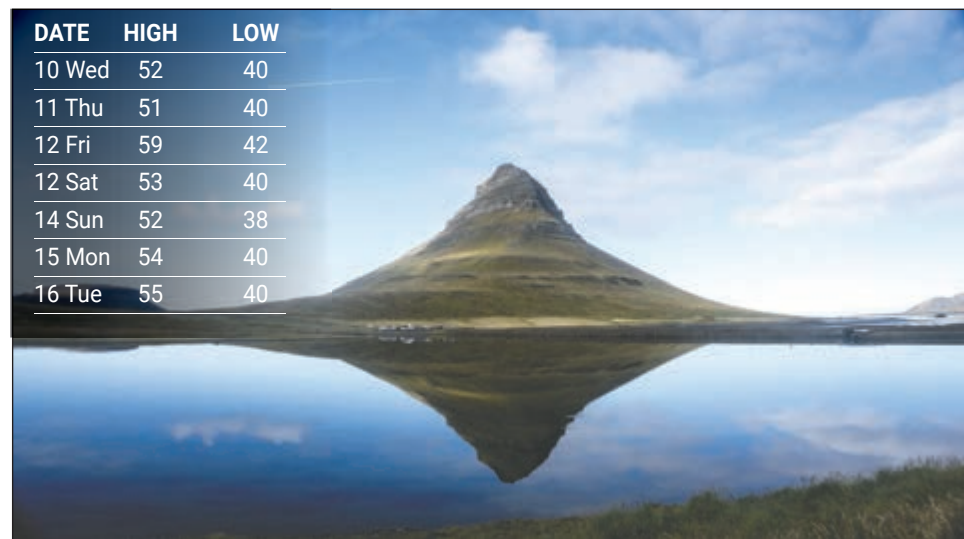 DATE HIGH LOW
10 Wed 52 40
11 Thu 51 40
12 Fri 59 42
12 Sat 53 40
14 Sun 52 38
15 Mon 54 40
16 Tue 55 40